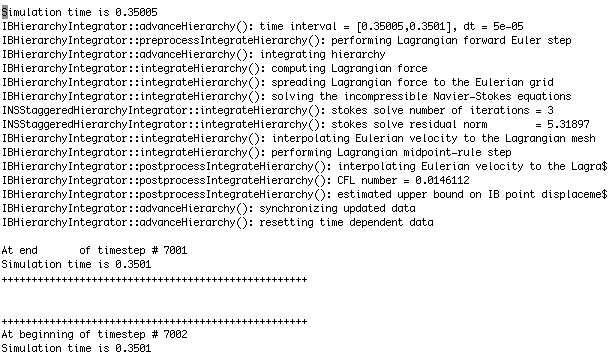 Simulation time is 0.35005
IBHierarchyIntegrator::advanceHierarchy(): time interval = [0.35005,0.3501], dt = 5e-05
IBHierarchyIntegrator::preprocessIntegrateHierarchy(): performing Lagrangian forward Euler step
IBHierarchyIntegrator::advanceHierarchy(): integrating hierarchy
IBHierarchyIntegrator::integrateHierarchy(): computing Lagrangian force
IBHierarchyIntegrator::integrateHierarchy(): spreading Lagrangian force to the Eulerian grid
IBHierarchyIntegrator::integrateHierarchy(): solving the incompressible Navier-Stokes equations
INSStaggeredHierarchyIntegrator::integrateHierarchy(): stokes solve number of iterations = 3
INSStaggeredHierarchyIntegrator::integrateHierarchy(): stokes solve residual norm        = 5.31897
IBHierarchyIntegrator::integrateHierarchy(): interpolating Eulerian velocity to the Lagrangian mesh
IBHierarchyIntegrator::integrateHierarchy(): performing Lagrangian midpoint-rule step
IBHierarchyIntegrator::postprocessIntegrateHierarchy(): interpolating Eulerian velocity to the Lagra$
IBHierarchyIntegrator::postprocessIntegrateHierarchy(): CFL number = 0.0146112
IBHierarchyIntegrator::postprocessIntegrateHierarchy(): estimated upper bound on IB point displaceme$
IBHierarchyIntegrator::advanceHierarchy(): synchronizing updated data
IBHierarchyIntegrator::advanceHierarchy(): resetting time dependent data
At end      of timestep # 7001
Simulation time is 0.3501
+++++++++++++++++++++++++++++++++++++++++++++++++++
+++++++++++++++++++++++++++++++++++++++++++++++++++
At beginning of timestep # 7002
Simulation time is 0.3501